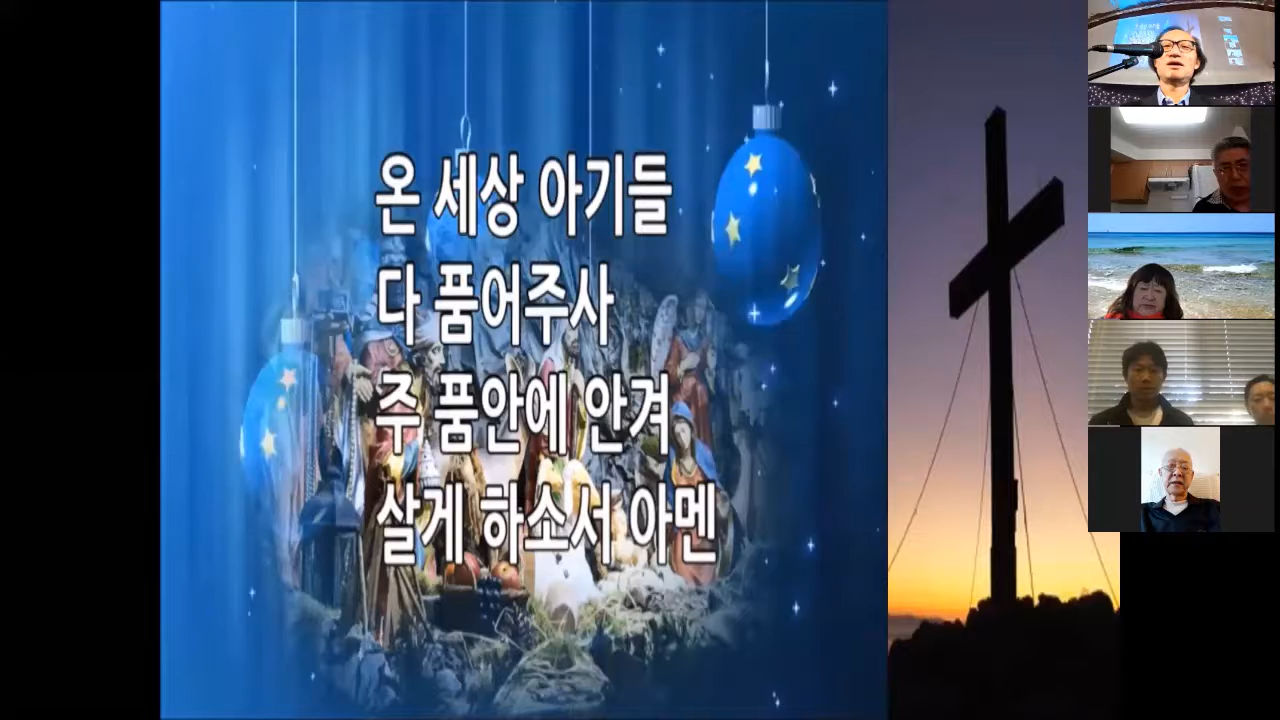 온 세상 아기들
다 품어주사
주 품안에 안겨
살게 하소서 아멘